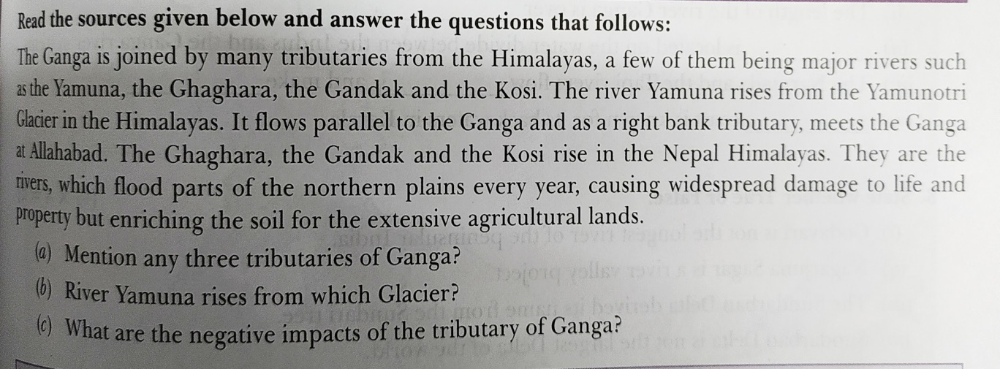 Read the sources given below and answer the questions that follows:
The Ganga is joined by many tributaries from the Himalayas, a few of them being major rivers such
as the Yamuna, the Ghaghara, the Gandak and the Kosi. The river Yamuna rises from the Yamunotri
Glacier in the Himalayas. It flows parallel to the Ganga and as a right bank tributary, meets the Ganga
at Allahabad. The Ghaghara, the Gandak and the Kosi rise in the Nepal Himalayas. They are the
rivers, which flood parts of the northern plains every year, causing widespread damage to life and
property but enriching the soil for the extensive agricultural lands.
(a) Mention any three tributaries of Ganga?
(b) River Yamuna rises from which Glacier?
(c) What are the negative impacts of the tributary of Ganga?